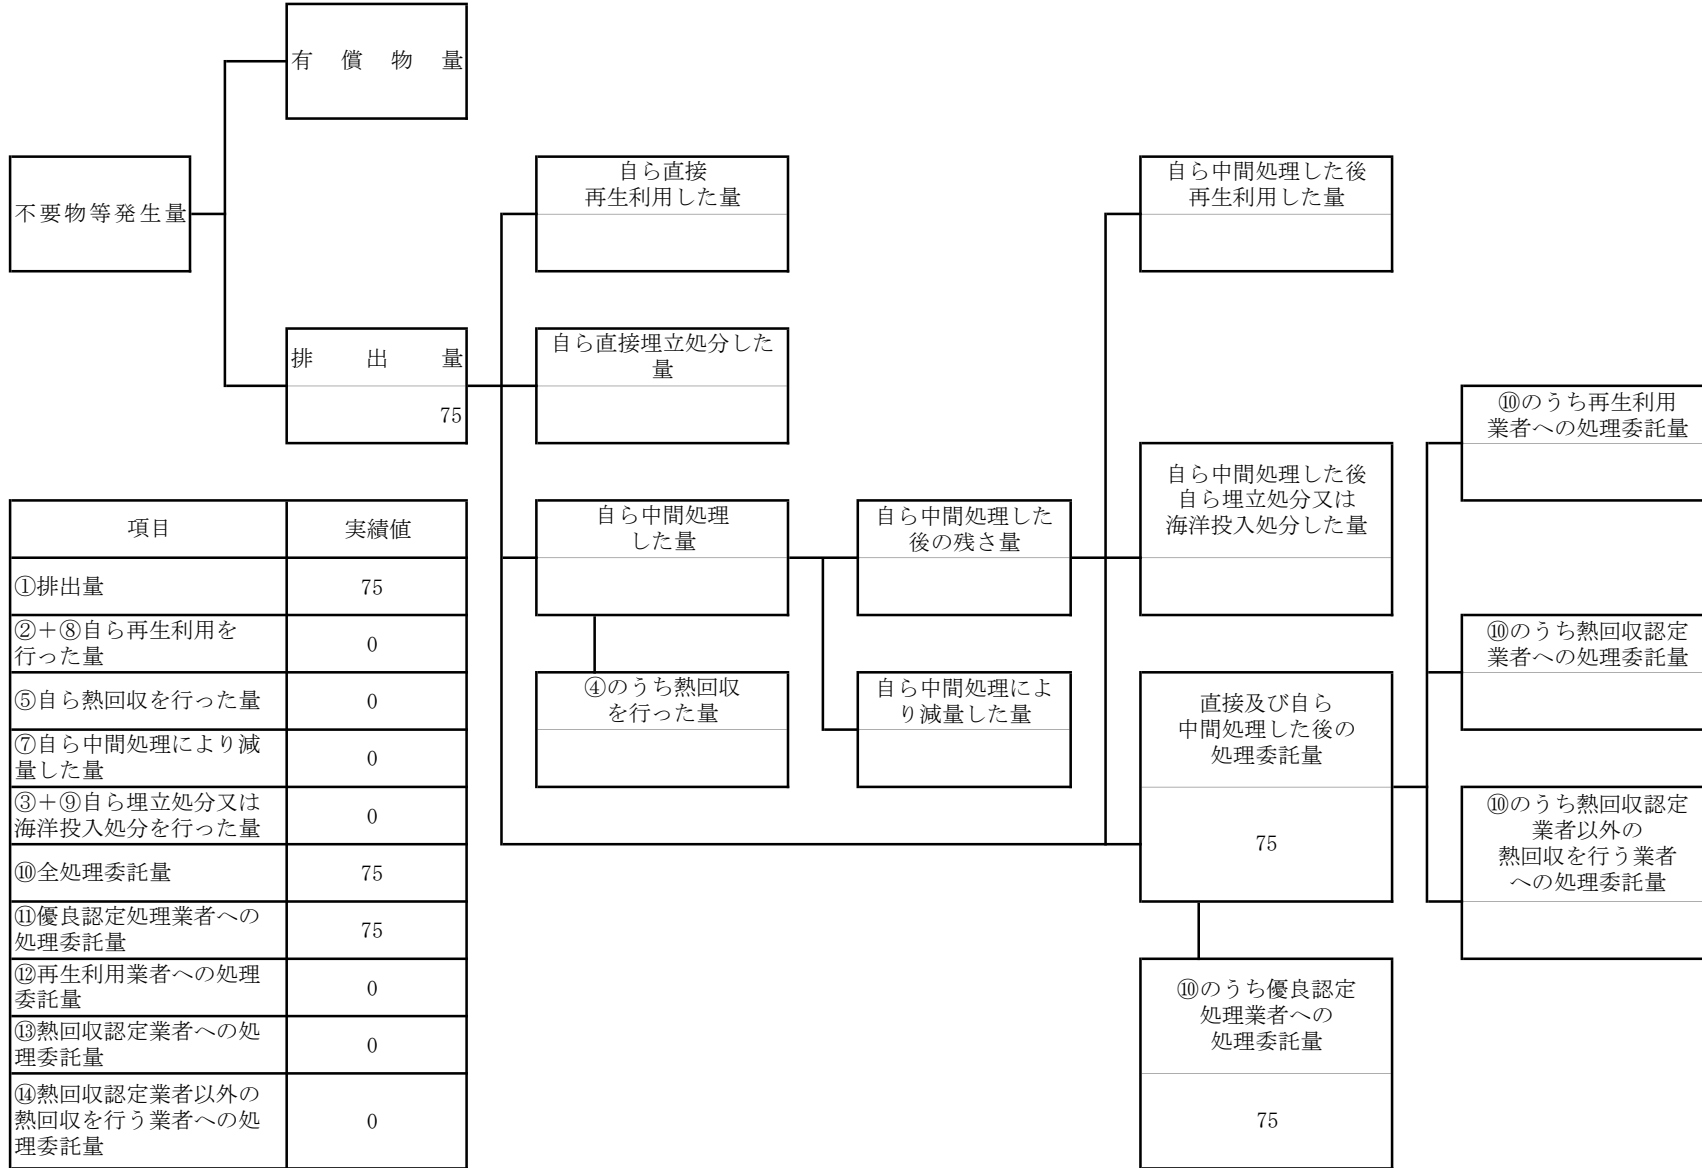 有償物量
不要物等発生量
自ら直接
再生利用した量
自ら中間処理した後
再生利用した量
排出量
75
自ら直接埋立処分した
量
⑩のうち再生利用
業者への処理委託量
自ら中間処理
した量
自ら中間処理した
後の残さ量
自ら中間処理した後
自ら埋立処分又は
海洋投入処分した量
⑩のうち熱回収認定
業者への処理委託量
④のうち熱回収
を行った量
自ら中間処理によ
り減量した量
直接及び自ら
中間処理した後の
処理委託量
75
⑩のうち熱回収認定
業者以外の
熱回収を行う業者
への処理委託量
⑩のうち優良認定
処理業者への
処理委託量
75
項目 実績値
①排出量 75
②＋⑧自ら再生利用を
行った量 0
⑤自ら熱回収を行った量 0
⑦自ら中間処理により減
量した量 0
③＋⑨自ら埋立処分又は
海洋投入処分を行った量 0
⑩全処理委託量 75
⑪優良認定処理業者への
処理委託量 75
⑫再生利用業者への処理
委託量 0
⑬熱回収認定業者への処
理委託量 0
⑭熱回収認定業者以外の
熱回収を行う業者への処 0
理委託量